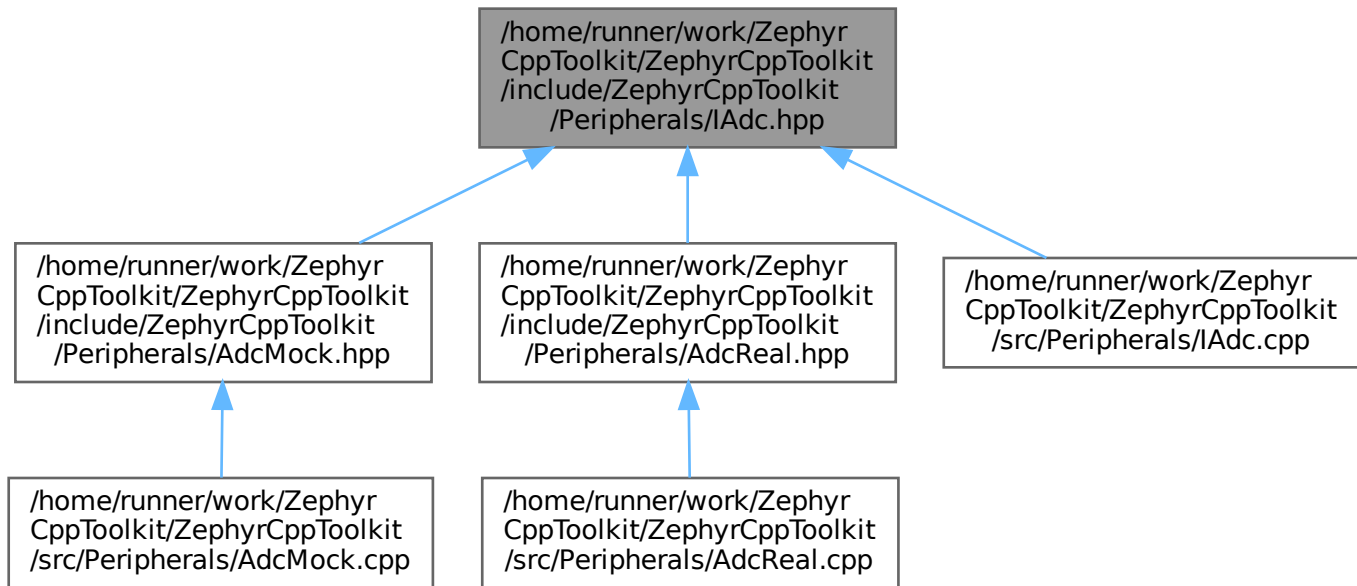 /home/runner/work/Zephyr
CppToolkit/ZephyrCppToolkit
/include/ZephyrCppToolkit
/Peripherals/IAdc.hpp
/home/runner/work/Zephyr
CppToolkit/ZephyrCppToolkit
/include/ZephyrCppToolkit
/Peripherals/AdcMock.hpp
/home/runner/work/Zephyr
CppToolkit/ZephyrCppToolkit
/include/ZephyrCppToolkit
/Peripherals/AdcReal.hpp
/home/runner/work/Zephyr
CppToolkit/ZephyrCppToolkit
/src/Peripherals/IAdc.cpp
/home/runner/work/Zephyr
CppToolkit/ZephyrCppToolkit
/src/Peripherals/AdcMock.cpp
/home/runner/work/Zephyr
CppToolkit/ZephyrCppToolkit
/src/Peripherals/AdcReal.cpp